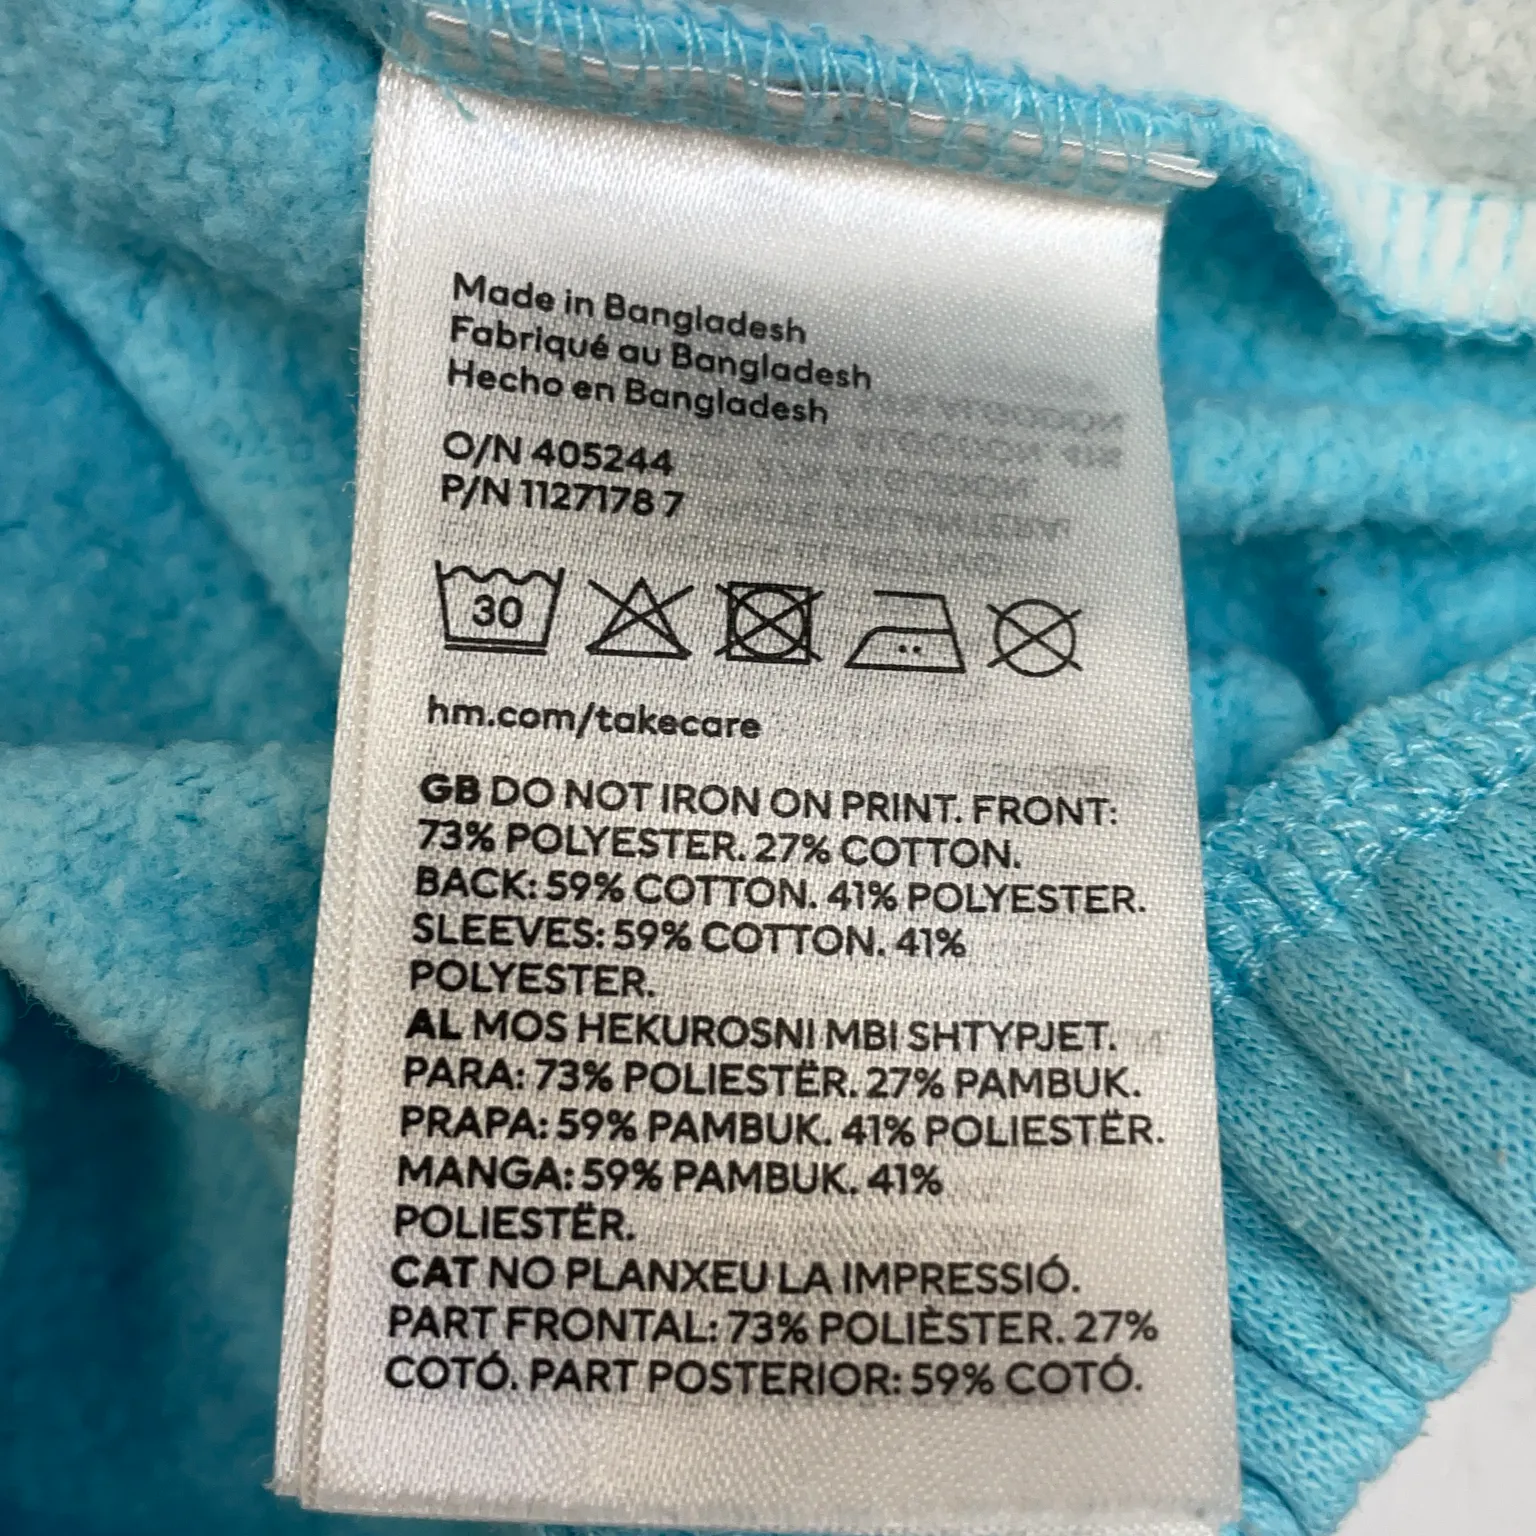 Made in Bangladesh
Fabriqué au Bangladesh
Hecho en Bangladesh
O/N 405244
P/N 1127178 7
30
hm.com/takecare
GB DO NOT IRON ON PRINT. FRONT:
73% POLYESTER. 27% COTTON.
BACK: 59% COTTON. 41% POLYESTER.
SLEEVES: 59% COTTON. 41%
POLYESTER.
AL MOS HEKUROSNI MBI SHTYPJET.
PARA: 73% POLIESTËR. 27% PAMBUK.
PRAPA: 59% PAMBUK. 41% POLIESTËR.
MANGA: 59% PAMBUK. 41%
POLIESTËR.
CAT NO PLANXEU LA IMPRESSIÓ.
PART FRONTAL: 73% POLIÈSTER. 27%
COTÓ. PART POSTERIOR: 59% COTÓ.